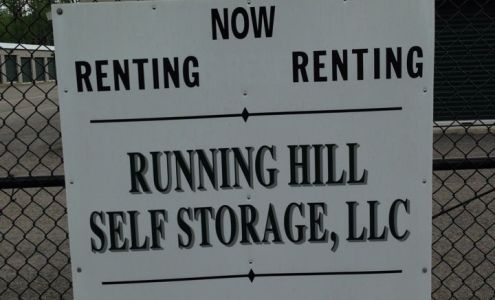 NOW
RENTING RENTING
RUNNING HILL
SELF STORAGE, LLC